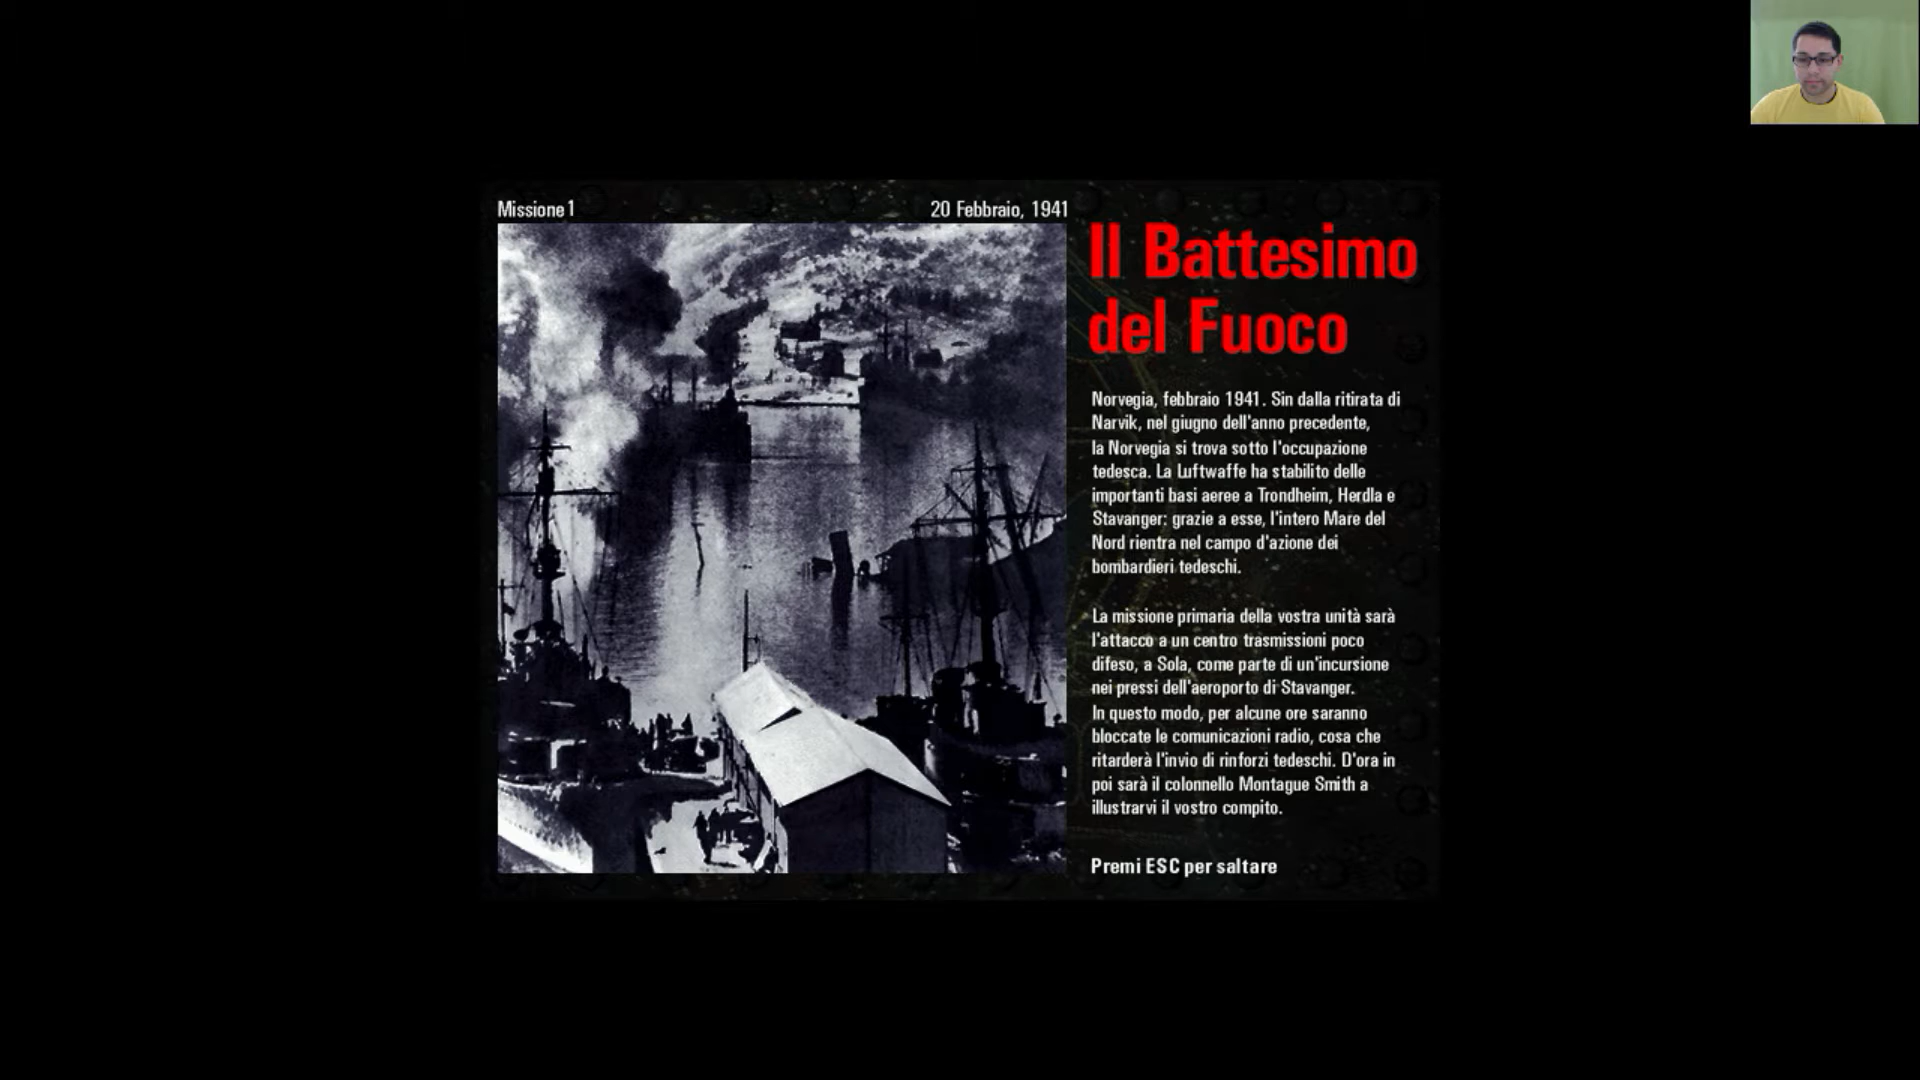 Missione 1
20 Febbraio, 1941
Il Battesimo
del Fuoco
Norvegia, febbraio 1941. Sin dalla ritirata di
Narvik, nel giugno dell'anno precedente,
la Norvegia si trova sotto l'occupazione
tedesca. La Luftwaffe ha stabilito delle
importanti basi aeree a Trondheim, Herdla e
Stavanger: grazie a esse, l'intero Mare del
Nord rientra nel campo d'azione dei
bombardieri tedeschi.
La missione primaria della vostra unità sarà
l'attacco a un centro trasmissioni poco
difeso, a Sola, come parte di un'incursione
nei pressi dell'aeroporto di Stavanger.
In questo modo, per alcune ore saranno
bloccate le comunicazioni radio, cosa che
ritarderà l'invio di rinforzi tedeschi. D'ora in
poi sarà il colonnello Montague Smith a
illustrarvi il vostro compito.
Premi ESC per saltare